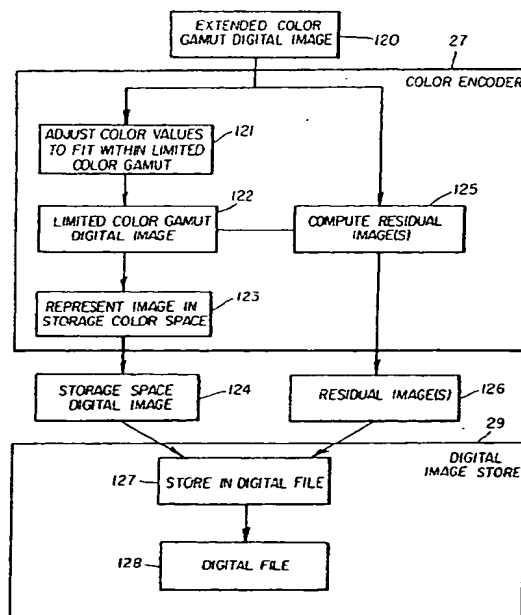 EXTENDED COLOR
GAMUT DIGITAL IMAGE
120
27
COLOR ENCODER
ADJUST COLOR VALUES
TO FIT WITHIN LIMITED
COLOR GAMUT
121
122
LIMITED COLOR GAMUT
DIGITAL IMAGE
125
COMPUTE RESIDUAL
IMAGE(S)
REPRESENT IMAGE IN
STORAGE COLOR SPACE
123
STORAGE SPACE
DIGITAL IMAGE
124
RESIDUAL IMAGE(S)
126
29
DIGITAL
IMAGE STORE
127
STORE IN DIGITAL FILE
128
DIGITAL FILE